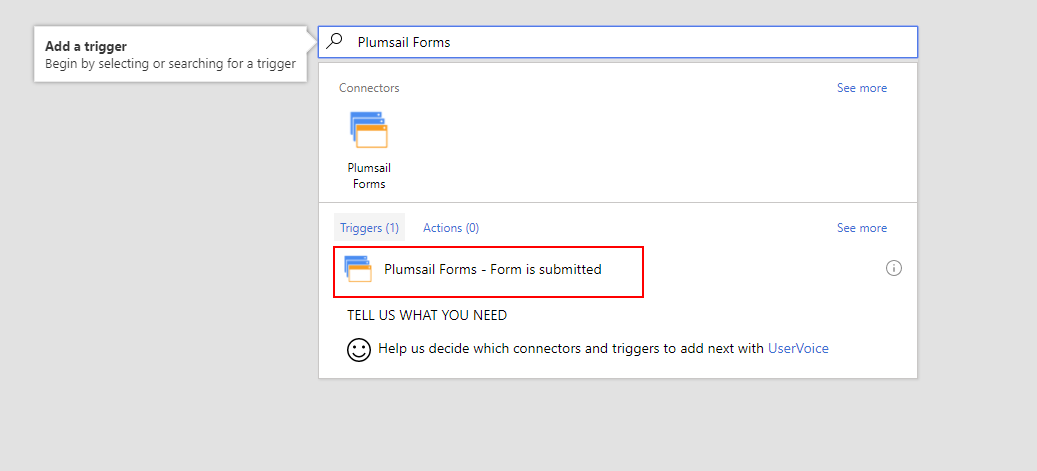 Add a trigger
Begin by selecting or searching for a trigger
Plumsail Forms
Connectors
See more
Plumsail
Forms
Triggers (1)
Actions (0)
See more
Plumsail Forms - Form is submitted
TELL US WHAT YOU NEED
Help us decide which connectors and triggers to add next with UserVoice